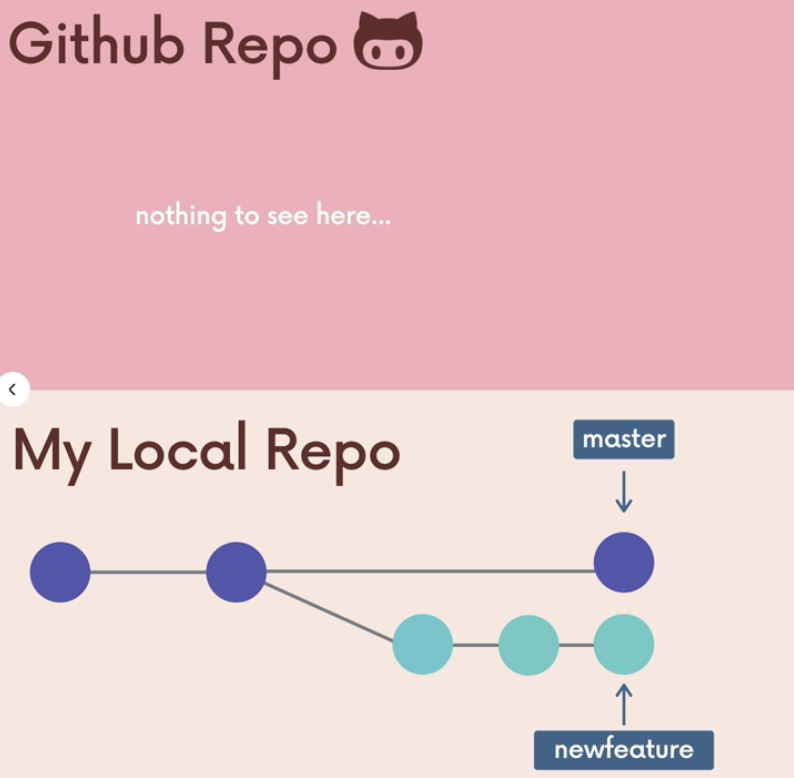 Github Repo
nothing to see here...
My Local Repo
master
newfeature